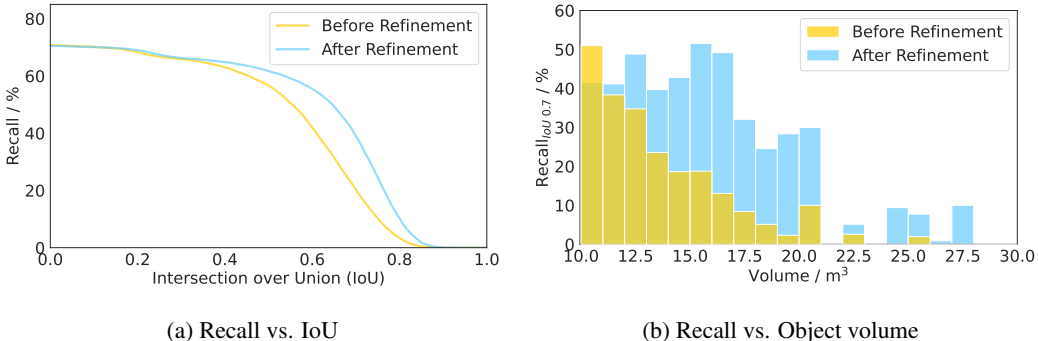 80
60
40
20
0
Recall / %
Before Refinement
After Refinement
0.0 0.2 0.4 0.6 0.8 1.0
Intersection over Union (IoU)
(a) Recall vs. IoU
60
50
40
30
20
10
0
Recall IoU 0.7 / %
Before Refinement
After Refinement
10.0 12.5 15.0 17.5 20.0 22.5 25.0 27.5 30.0
Volume / m³
(b) Recall vs. Object volume